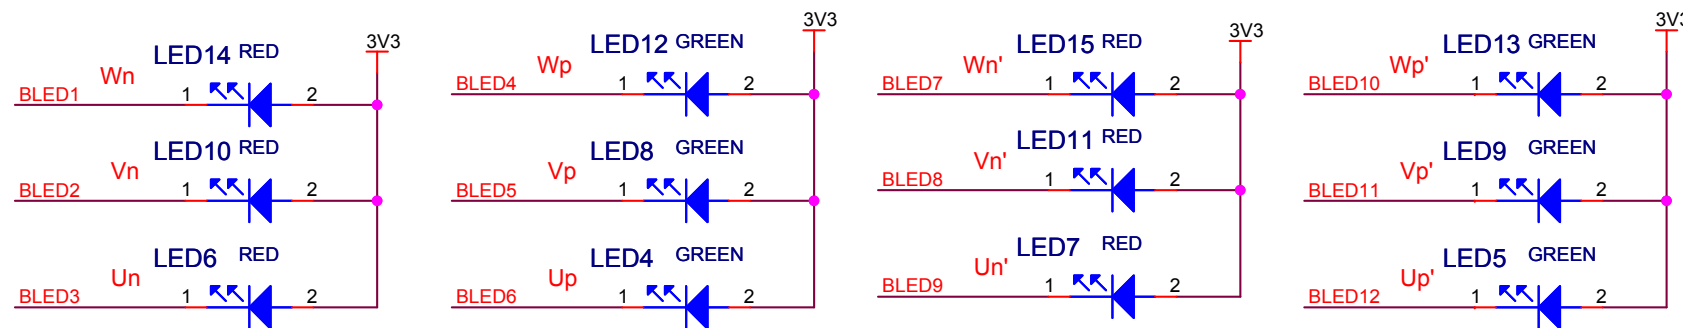 LED14 RED
3V3
Wn
BLED1 1 2
LED10 RED
Vn
BLED2 1 2
LED6 RED
Un
BLED3 1 2
3V3
LED12 GREEN
Wp
BLED4 1 2
LED8 GREEN
Vp
BLED5 1 2
LED4 GREEN
Up
BLED6 1 2
3V3
LED15 RED
Wn'
BLED7 1 2
LED11 RED
Vn'
BLED8 1 2
LED7 RED
Un'
BLED9 1 2
3V3
LED13 GREEN
Wp'
BLED10 1 2
LED9 GREEN
Vp'
BLED11 1 2
LED5 GREEN
Up'
BLED12 1 2